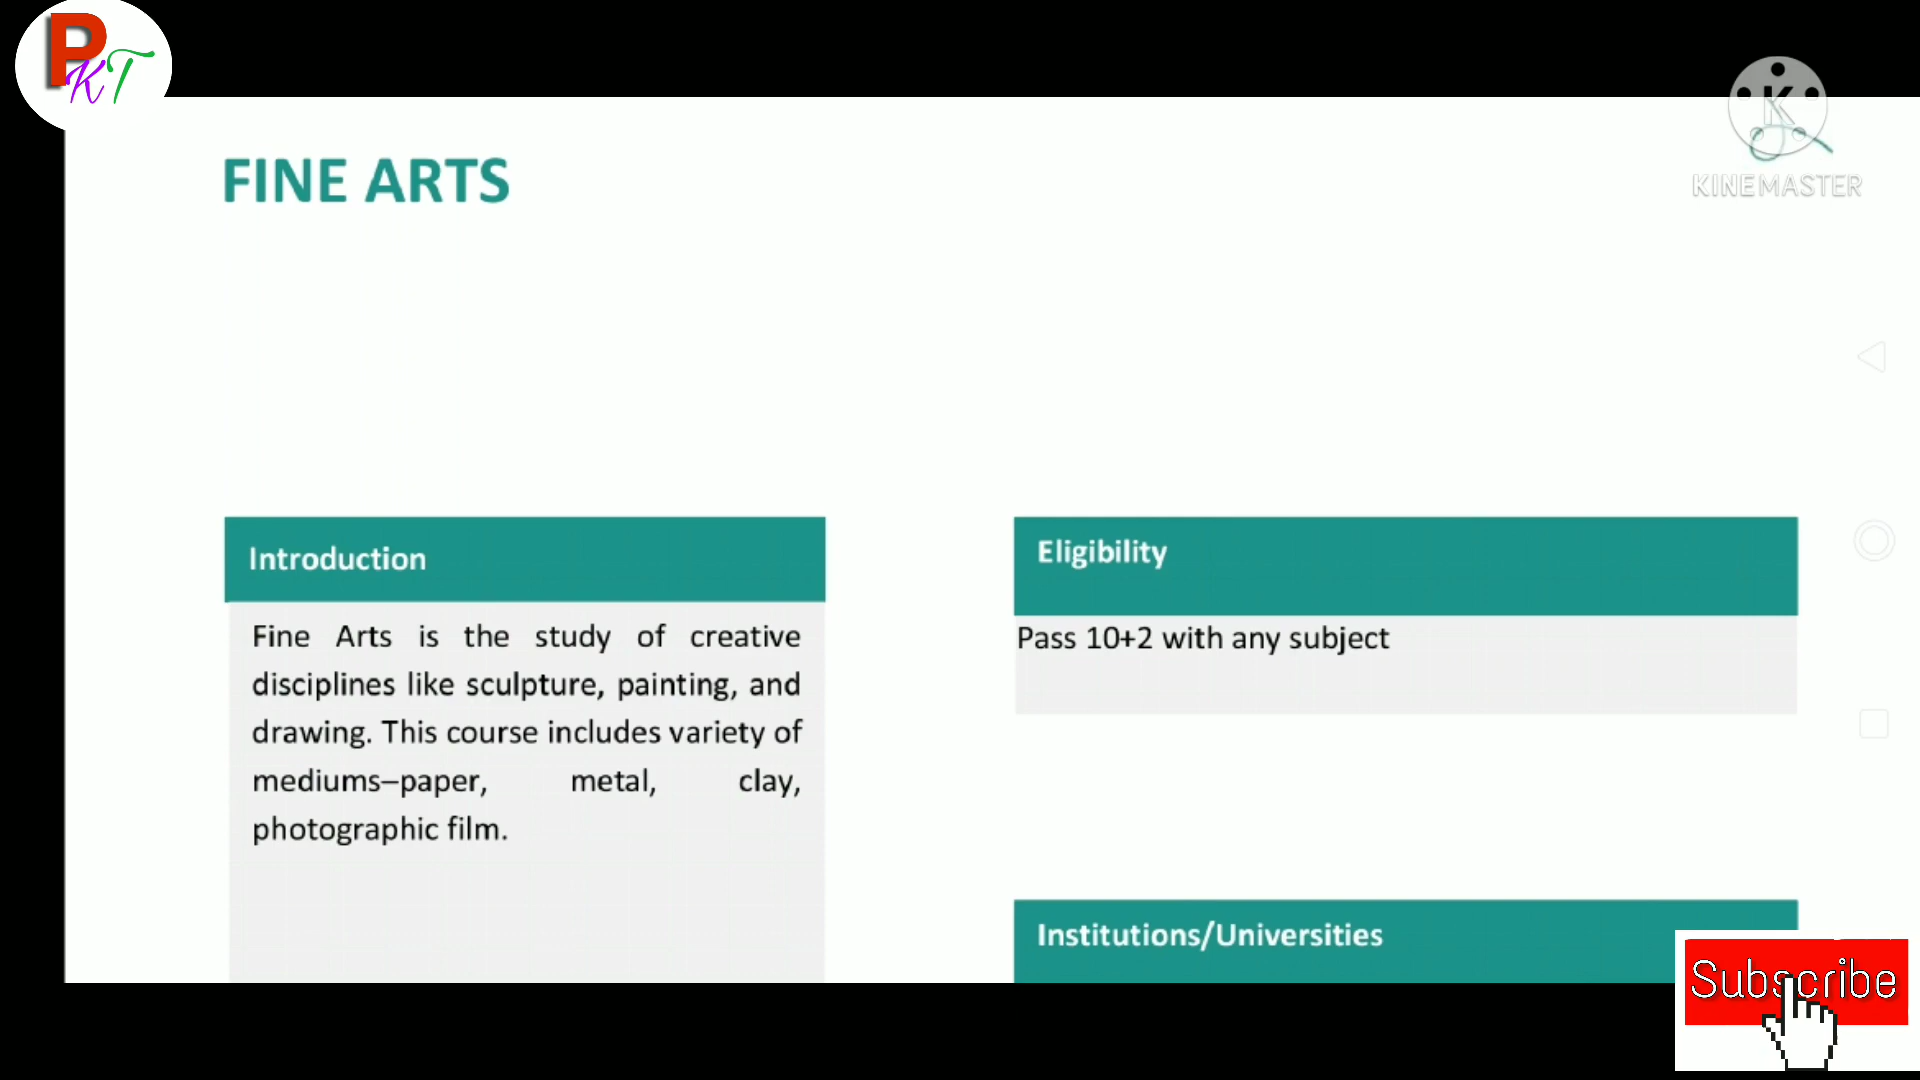 PKT
KINEMASTER
FINE ARTS
Introduction
Fine Arts is the study of creative
disciplines like sculpture, painting, and
drawing. This course includes variety of
mediums–paper, metal, clay,
photographic film.
Eligibility
Pass 10+2 with any subject
Institutions/Universities
Subscribe